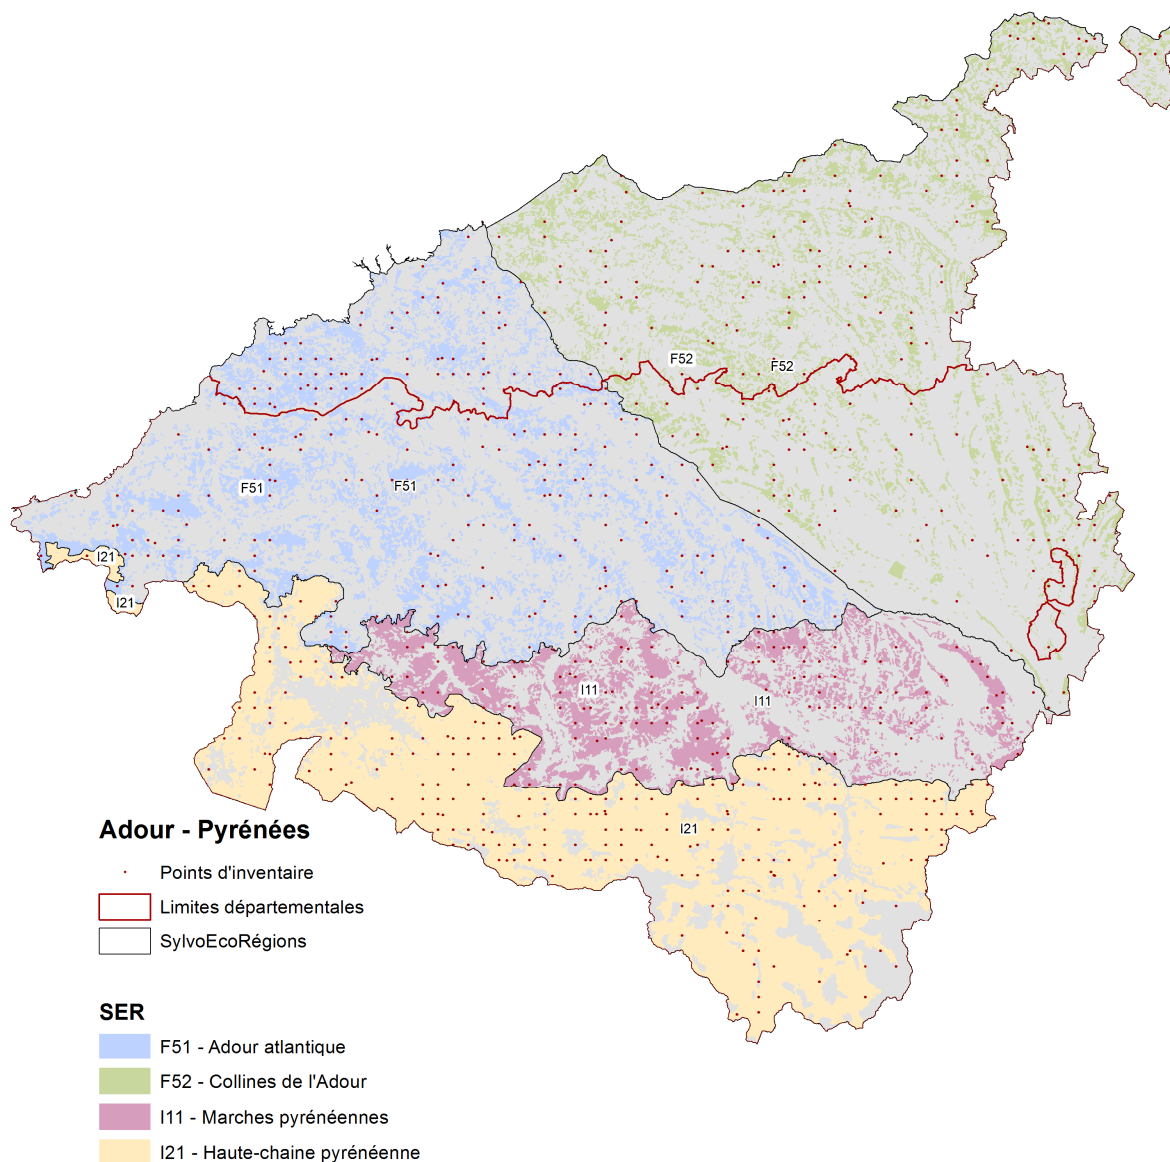 F52
F52
F51
F51
I21
I21
I11
I11
I21
Adour - Pyrénées
Points d'inventaire
Limites départementales
SylvoEcoRégions
SER
F51 - Adour atlantique
F52 - Collines de l'Adour
I11 - Marches pyrénéennes
I21 - Haute-chaine pyrénéenne